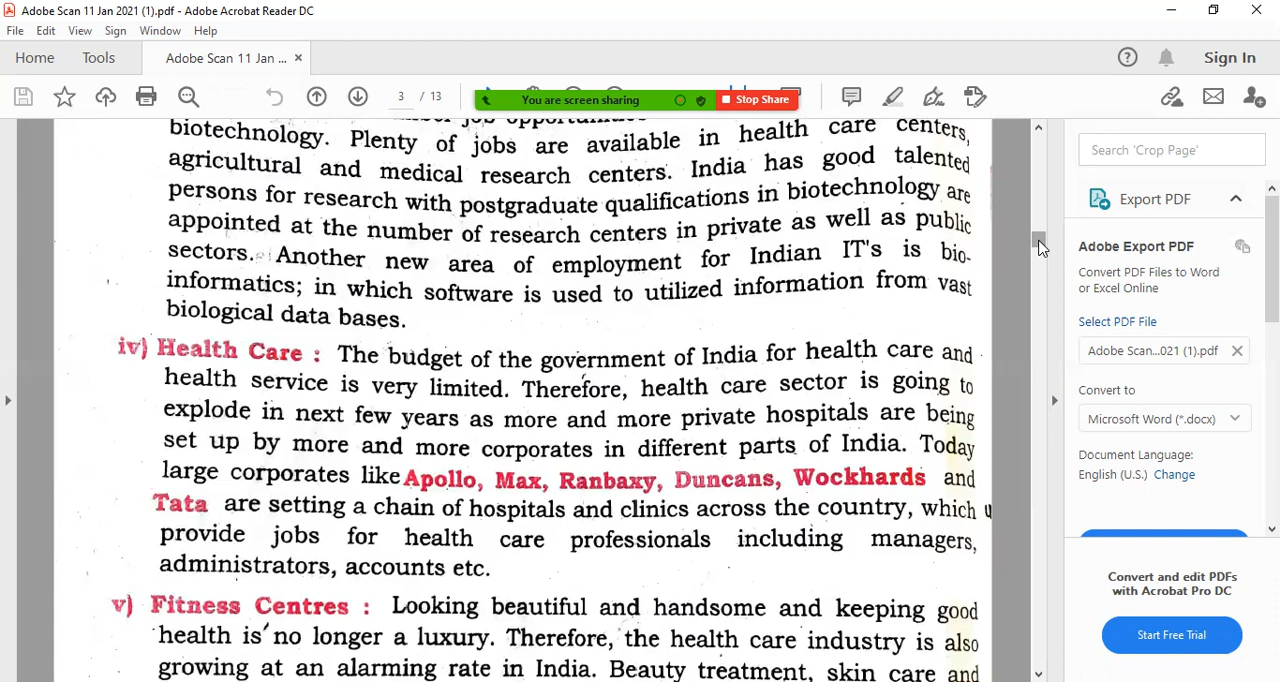 Adobe Scan 11 Jan 2021 (1).pdf - Adobe Acrobat Reader DC
File Edit View Sign Window Help
Home Tools Adobe Scan 11 Jan ... ×
Sign In
3 / 13
You are screen sharing
Stop Share
job opportunities
biotechnology. Plenty of jobs are available in health care centers,
agricultural and medical research centers. India has good talented
persons for research with postgraduate qualifications in biotechnology are
appointed at the number of research centers in private as well as public
sectors. Another new area of employment for Indian IT's is bio-
informatics; in which software is used to utilized information from vast
biological data bases.
iv) Health Care : The budget of the government of India for health care and
health service is very limited. Therefore, health care sector is going to
explode in next few years as more and more private hospitals are being
set up by more and more corporates in different parts of India. Today
large corporates like Apollo, Max, Ranbaxy, Duncans, Wockhards and
Tata are setting a chain of hospitals and clinics across the country, which
provide jobs for health care professionals including managers,
administrators, accounts etc.
v) Fitness Centres : Looking beautiful and handsome and keeping good
health is no longer a luxury. Therefore, the health care industry is also
growing at an alarming rate in India. Beauty treatment, skin care and
Search 'Crop Page'
Export PDF
Adobe Export PDF
Convert PDF Files to Word
or Excel Online
Select PDF File
Adobe Scan...021 (1).pdf
Convert to
Microsoft Word (*.docx)
Document Language:
English (U.S.) Change
Convert and edit PDFs
with Acrobat Pro DC
Start Free Trial